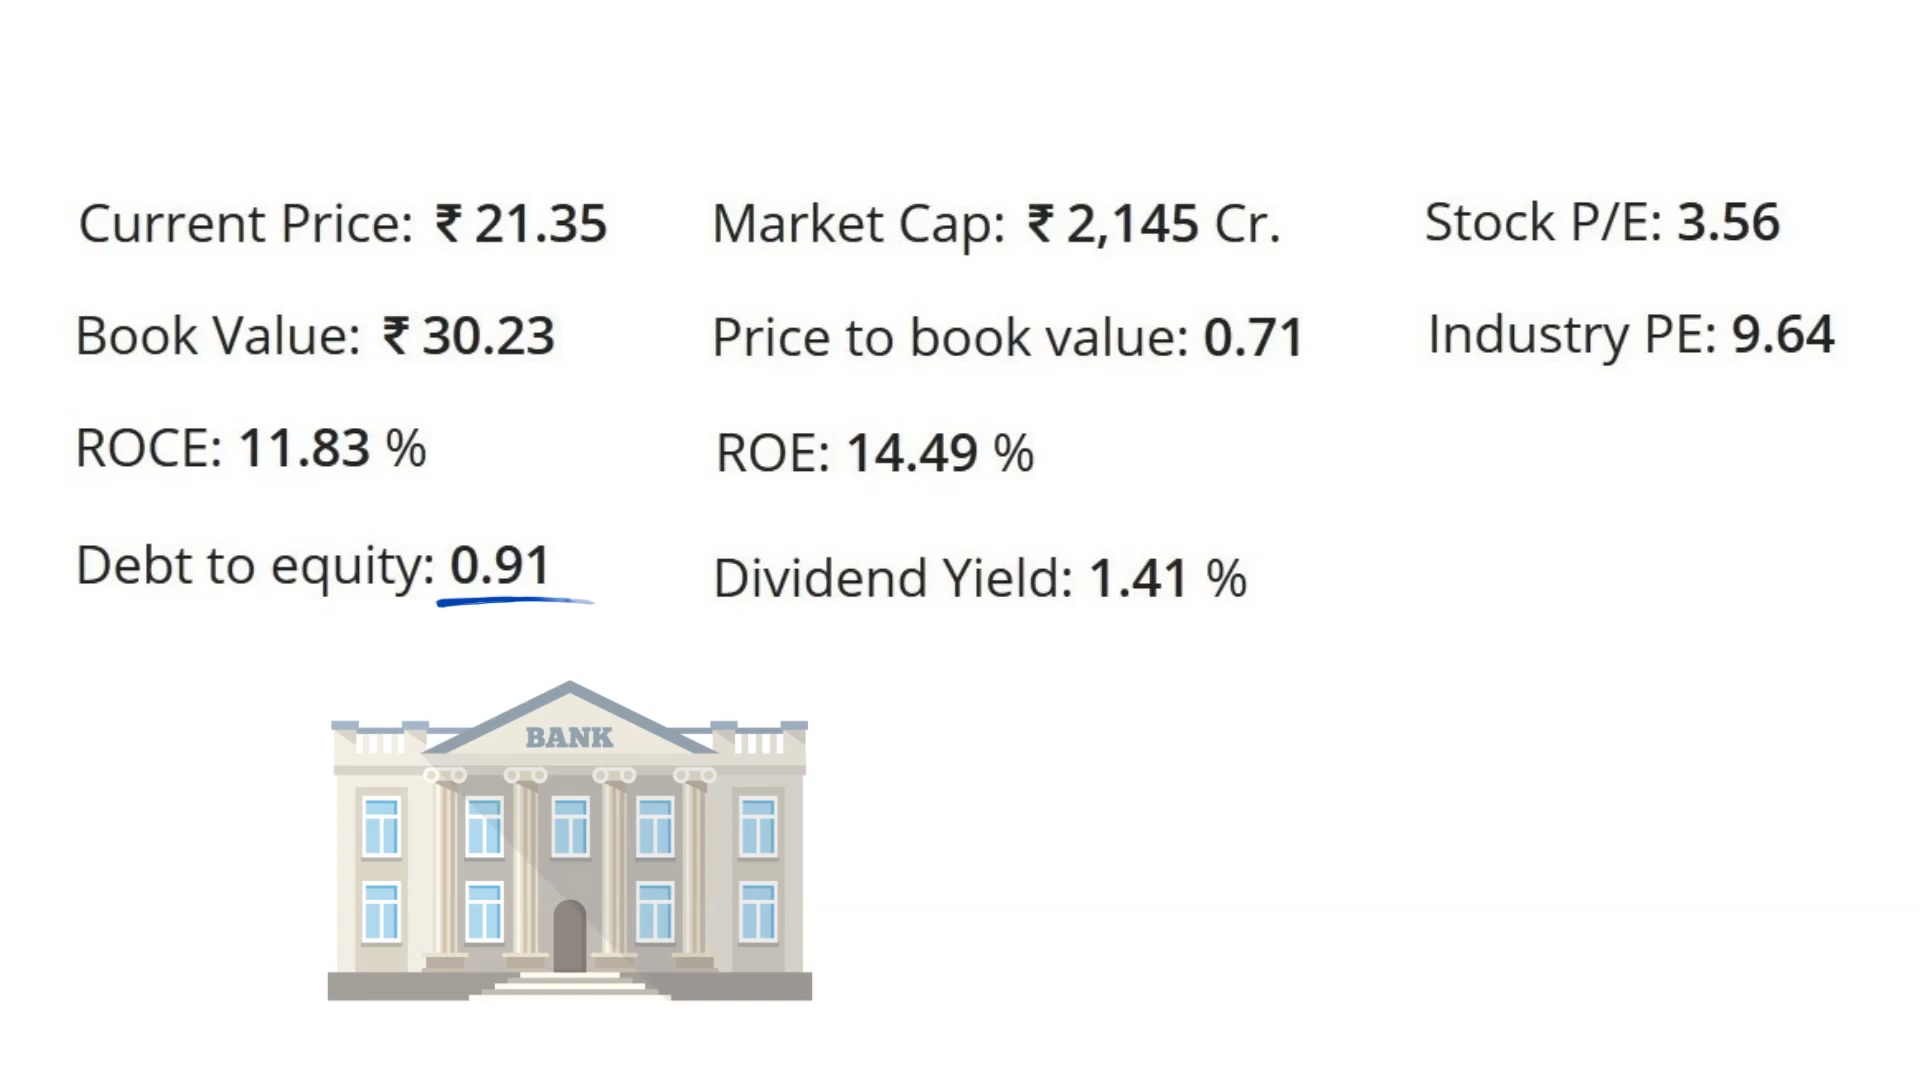 Current Price: ₹ 21.35
Market Cap: ₹ 2,145 Cr.
Stock P/E: 3.56
Book Value: ₹ 30.23
Price to book value: 0.71
Industry PE: 9.64
ROCE: 11.83 %
ROE: 14.49 %
Debt to equity: 0.91
Dividend Yield: 1.41 %
BANK